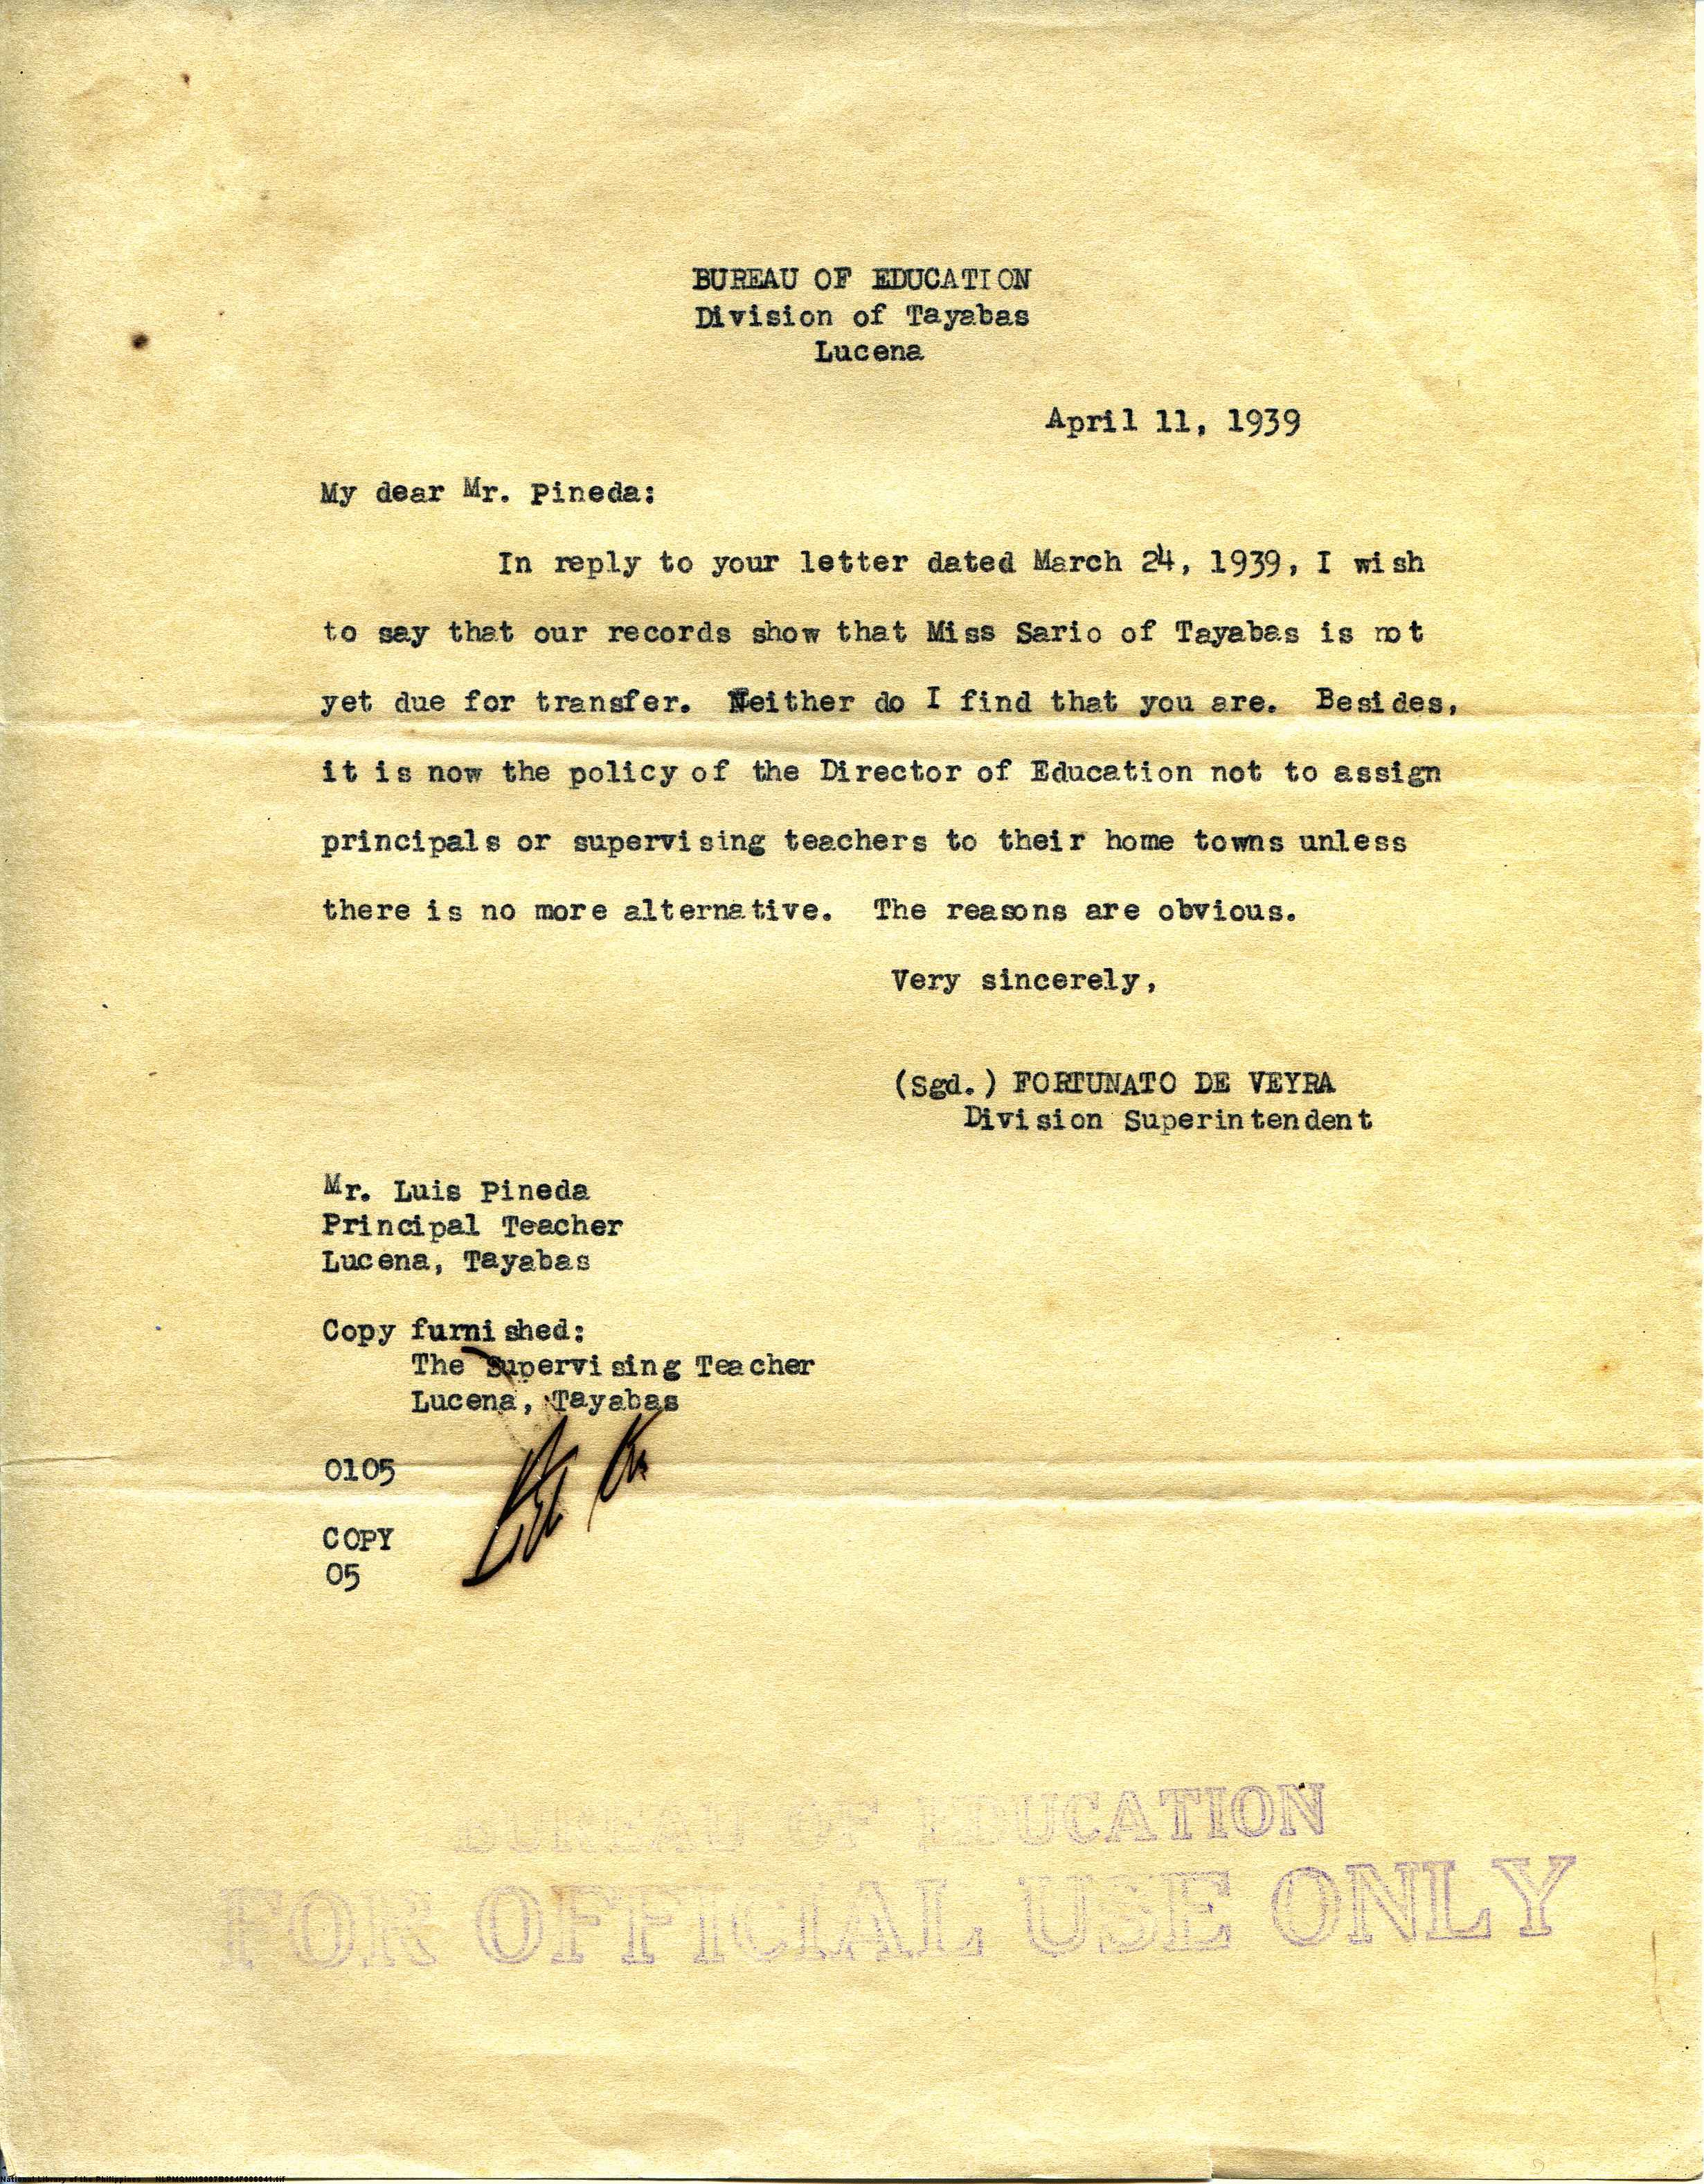 BUREAU OF EDUCATION
Division of Tayabas
Lucena
April 11, 1939
My dear Mr. Pineda:
In reply to your letter dated March 24, 1939, I wish
to say that our records show that Miss Sario of Tayabas is not
yet due for transfer. Neither do I find that you are. Besides,
it is now the policy of the Director of Education not to assign
principals or supervising teachers to their home towns unless
there is no more alternative. The reasons are obvious.
Very sincerely,
(Sgd.) FORTUNATO DE VEYRA
Division Superintendent
Mr. Luis Pineda
Principal Teacher
Lucena, Tayabas
Copy furnished:
The Supervising Teacher
Lucena, Tayabas
0105
COPY
05
BUREAU OF EDUCATION
FOR OFFICIAL USE ONLY
National Library of the Philippines